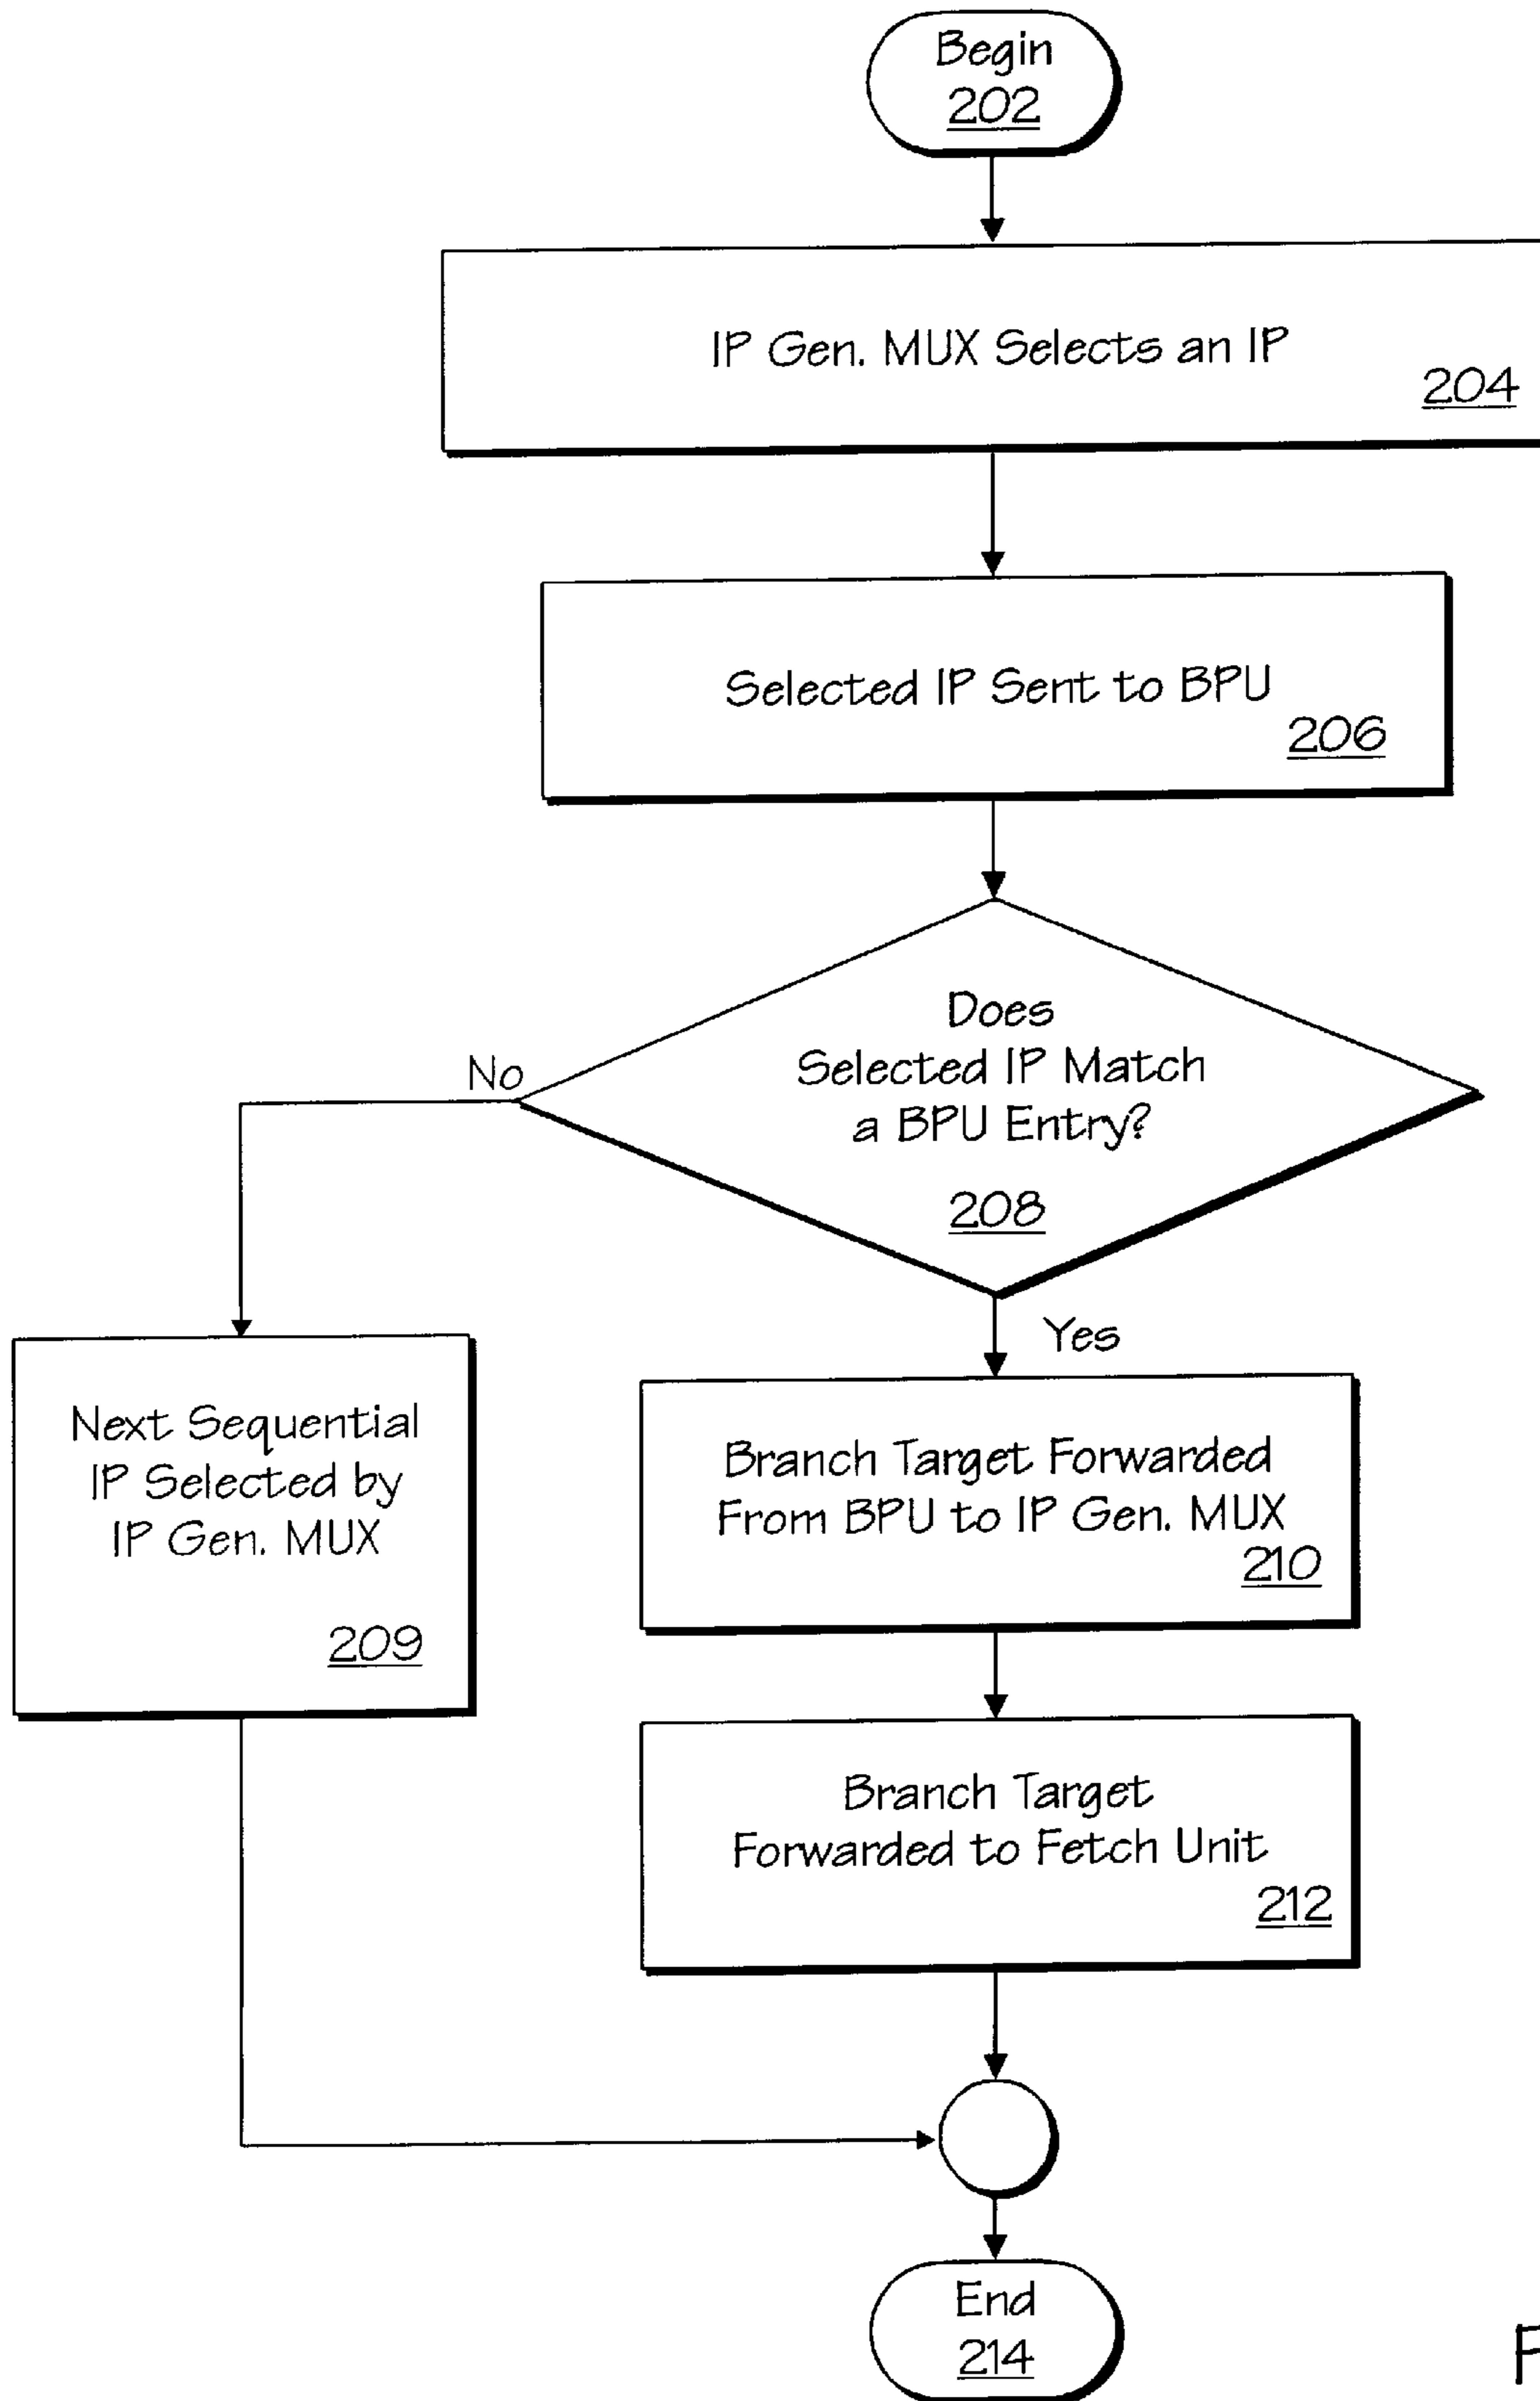 Begin
202
IP Gen. MUX Selects an IP
204
Selected IP Sent to BPU
206
Does
Selected IP Match
a BPU Entry?
208
No
Yes
Next Sequential
IP Selected by
IP Gen. MUX
209
Branch Target Forwarded
From BPU to IP Gen. MUX
210
Branch Target
Forwarded to Fetch Unit
212
End
214